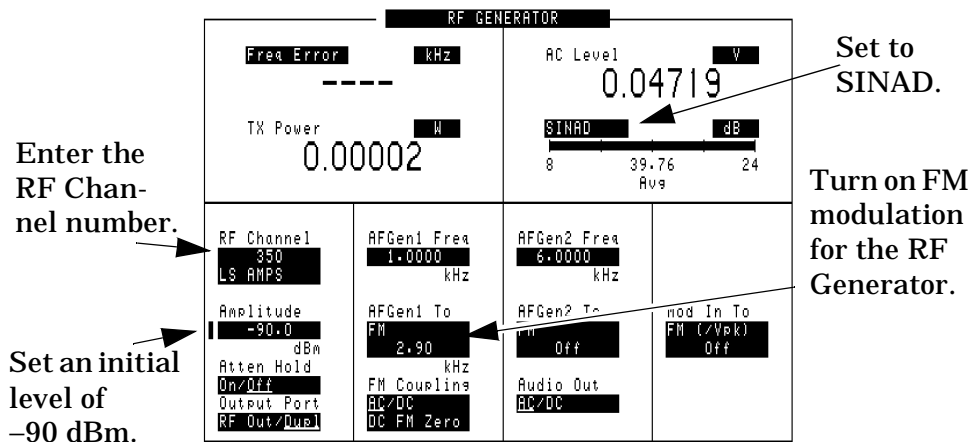 RF GENERATOR
Freq Error kHz
----
TX Power W
0.00002
AC Level V
0.04719
SINAD dB
8 39.76 24
Avg
Set to
SINAD.
Enter the
RF Chan-
nel number.
Turn on FM
modulation
for the RF
Generator.
Set an initial
level of
–90 dBm.
RF Channel
350
LS AMPS
Amplitude
-90.0
dBm
Atten Hold
On/Off
Output Port
RF Out/Dupl
AFGen1 Freq
1.0000
kHz
AFGen1 To
FM
2.90
kHz
FM Coupling
AC/DC
DC FM Zero
AFGen2 Freq
6.0000
kHz
AFGen2 To
FM
Off
Audio Out
AC/DC
Mod In To
FM (/Vpk)
Off